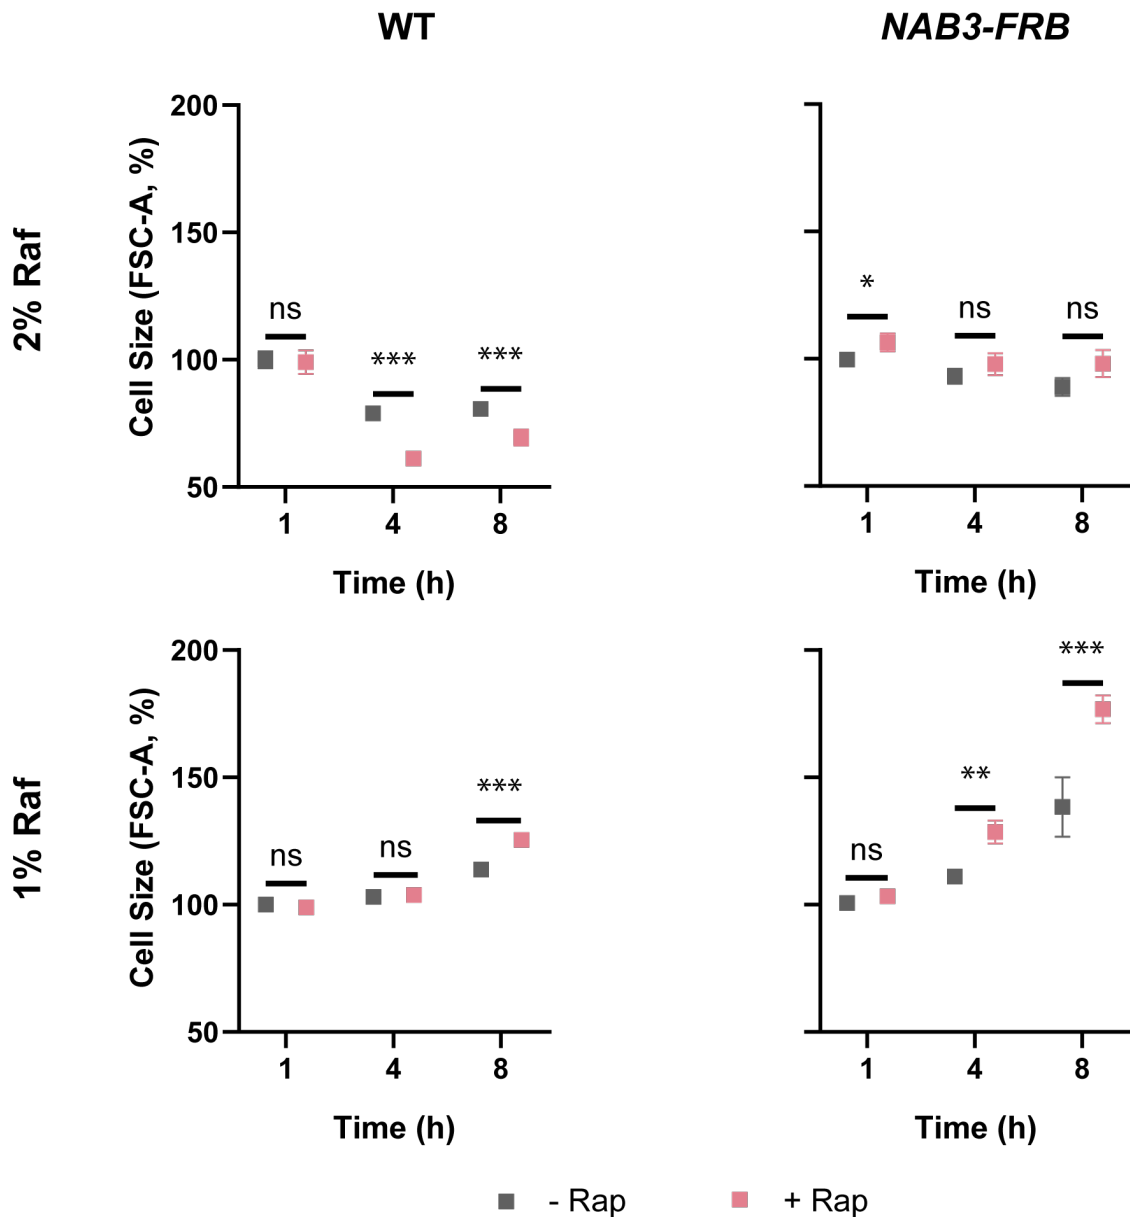 WT
NAB3-FRB
2% Raf
Cell Size (FSC-A, %)
200
150
100
50
ns
***
***
1 4 8
Time (h)
*
ns
ns
1 4 8
Time (h)
1% Raf
Cell Size (FSC-A, %)
200
150
100
50
ns
ns
***
1 4 8
Time (h)
ns
**
***
1 4 8
Time (h)
- Rap + Rap